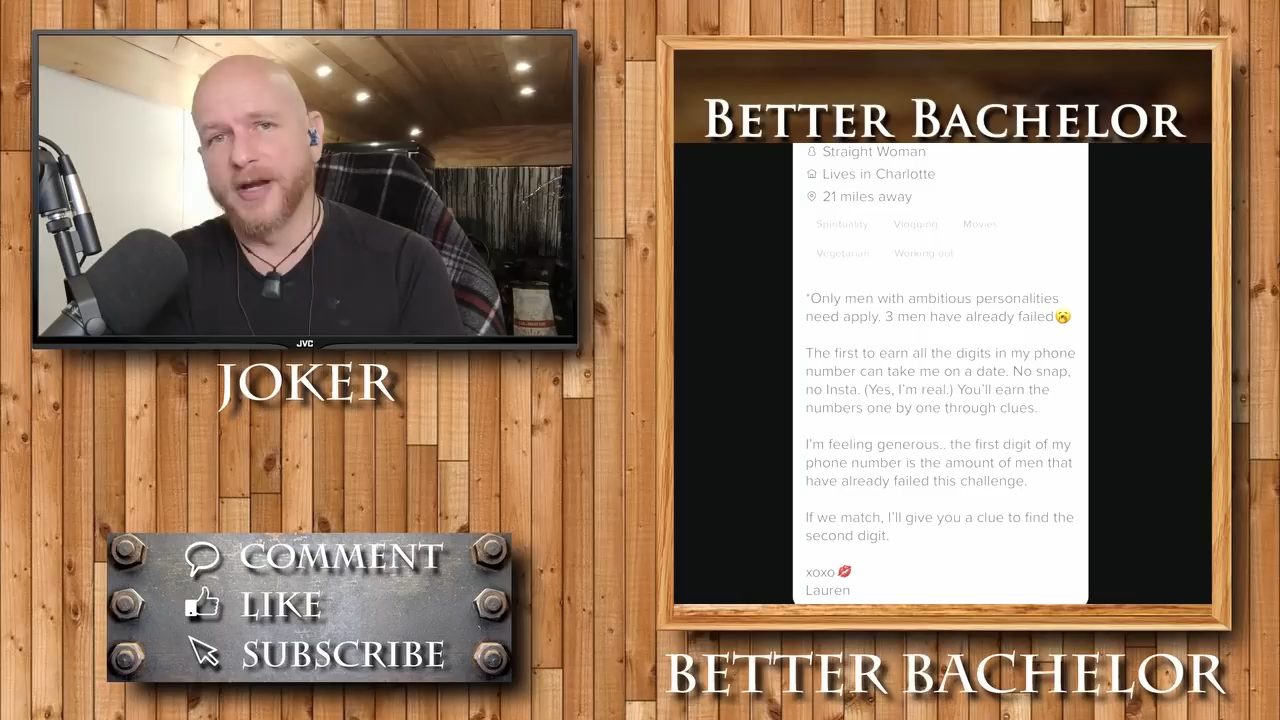 JVC
JOKER
COMMENT
LIKE
SUBSCRIBE
BETTER BACHELOR
Straight Woman
Lives in Charlotte
21 miles away
Spirituality Vlogging Movies
Vegetarian Working out
"Only men with ambitious personalities
need apply. 3 men have already failed😭
The first to earn all the digits in my phone
number can take me on a date. No snap,
no Insta. (Yes, I'm real.) You'll earn the
numbers one by one through clues.
I'm feeling generous.. the first digit of my
phone number is the amount of men that
have already failed this challenge.
If we match, I'll give you a clue to find the
second digit.
xoxo💋
Lauren
BETTER BACHELOR